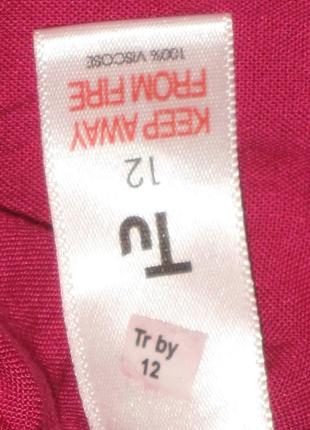 Tu
12
KEEP AWAY
FROM FIRE
100% VISCOSE
Tr by
12